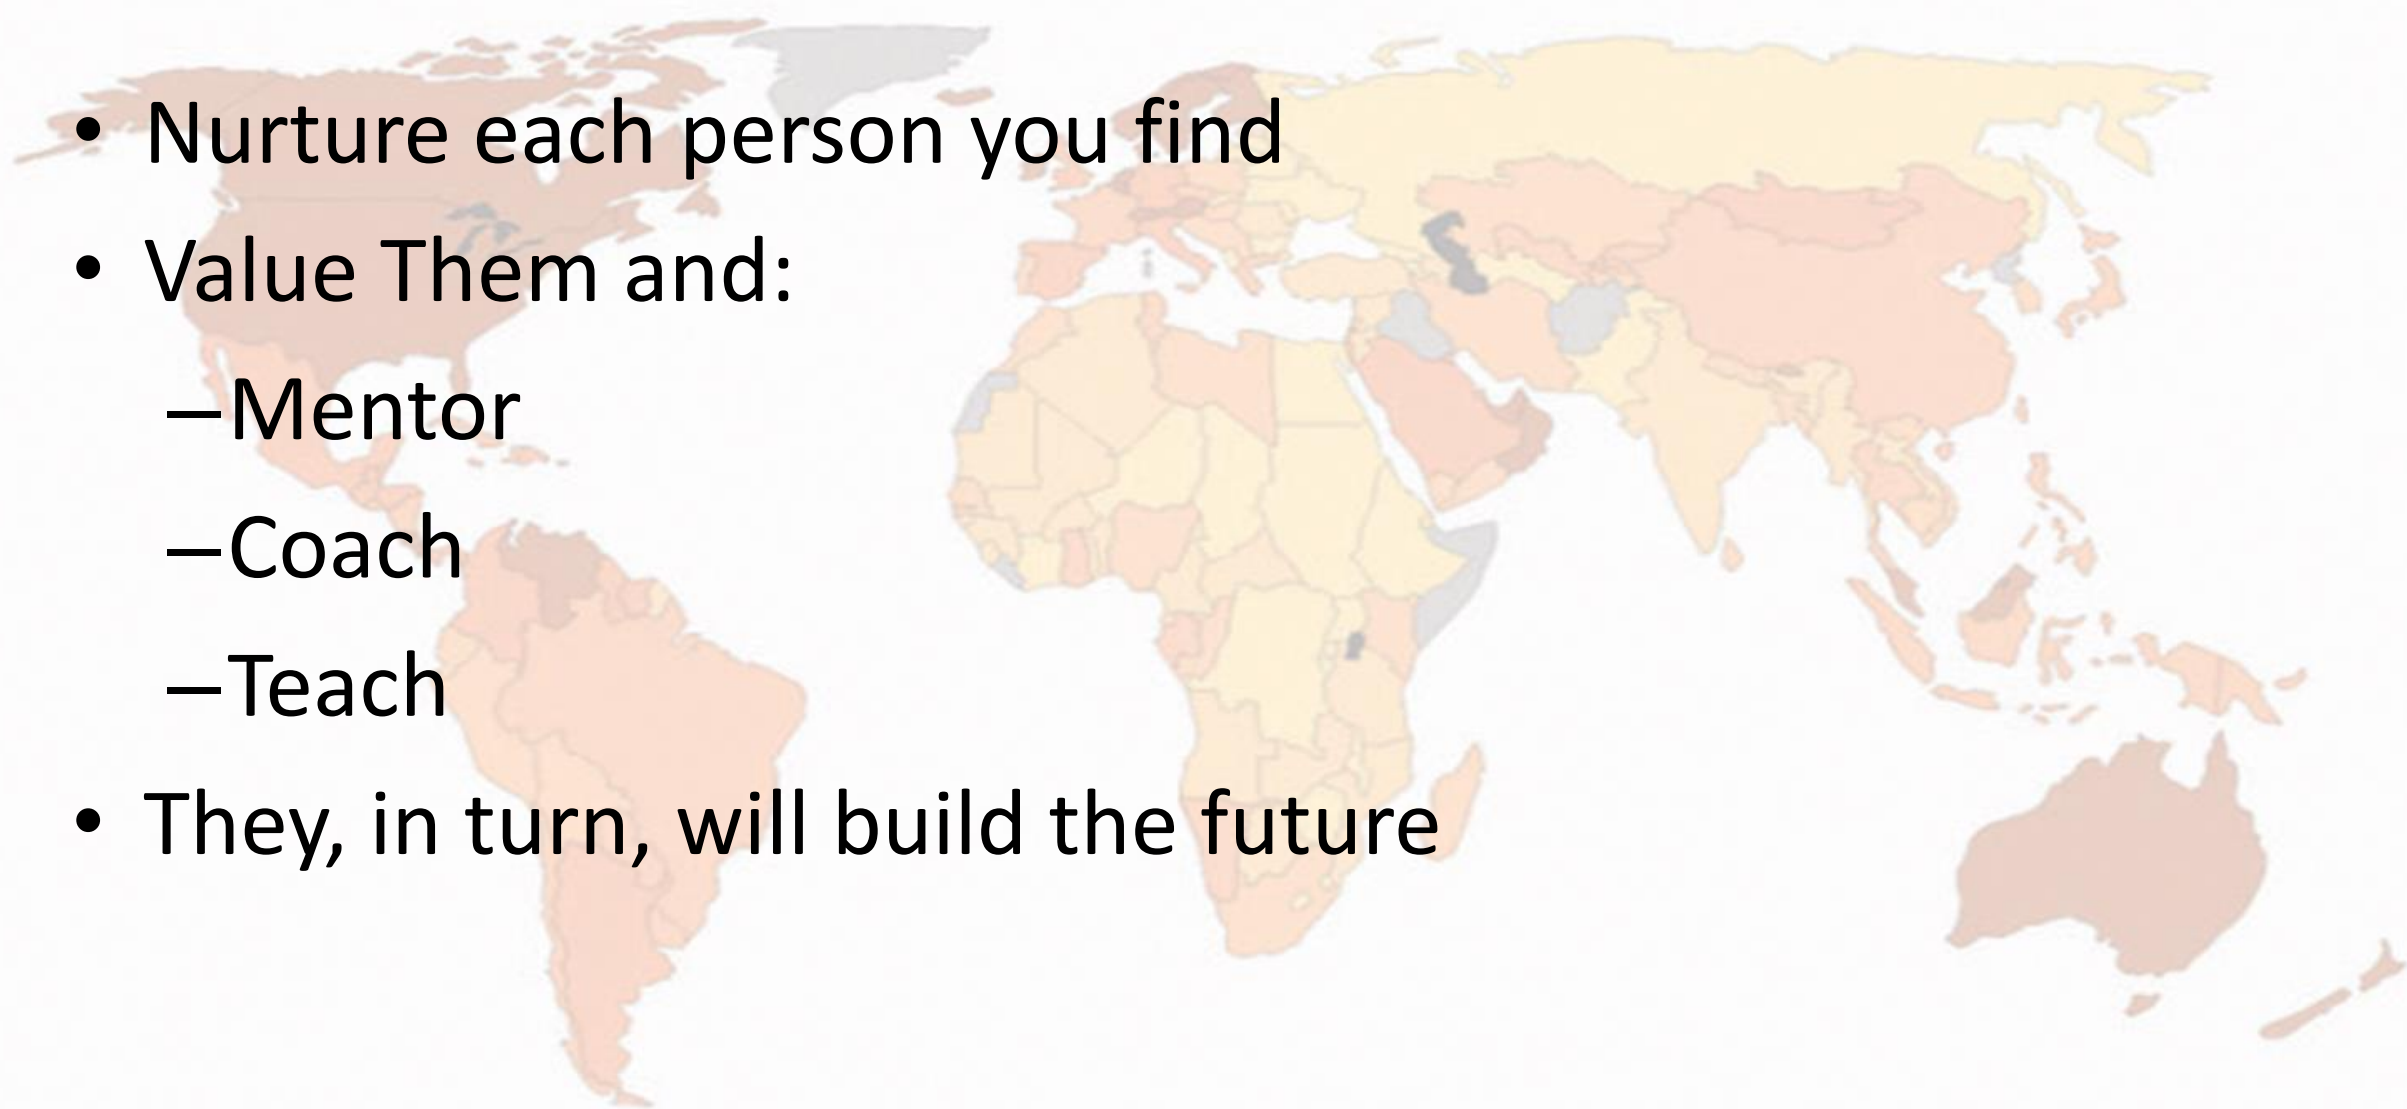 • Nurture each person you find
• Value Them and:
–Mentor
–Coach
–Teach
• They, in turn, will build the future